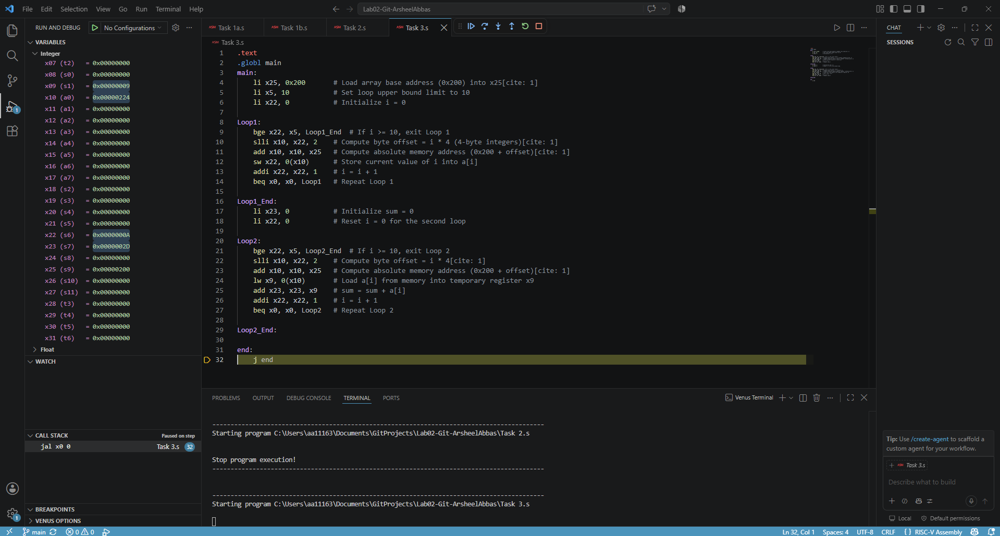 File Edit Selection View Go Run Terminal Help
Lab02-Git-ArsheelAbbas
RUN AND DEBUG
No Configurations
VARIABLES
Integer
x07 (t2) = 0x00000000
x08 (s0) = 0x00000000
x09 (s1) = 0x00000009
x10 (a0) = 0x00000224
x11 (a1) = 0x00000000
x12 (a2) = 0x00000000
x13 (a3) = 0x00000000
x14 (a4) = 0x00000000
x15 (a5) = 0x00000000
x16 (a6) = 0x00000000
x17 (a7) = 0x00000000
x18 (s2) = 0x00000000
x19 (s3) = 0x00000000
x20 (s4) = 0x00000000
x21 (s5) = 0x00000000
x22 (s6) = 0x0000000A
x23 (s7) = 0x0000002D
x24 (s8) = 0x00000000
x25 (s9) = 0x00000200
x26 (s10) = 0x00000000
x27 (s11) = 0x00000000
x28 (t3) = 0x00000000
x29 (t4) = 0x00000000
x30 (t5) = 0x00000000
x31 (t6) = 0x00000000
Float
WATCH
CALL STACK Paused on step
jal x0 0 Task 3.s 32
BREAKPOINTS
VENUS OPTIONS
1
1
ASM Task 1a.s ASM Task 1b.s ASM Task 2.s ASM Task 3.s
ASM Task 3.s
1 .text
2 .globl main
3 main:
4 li x25, 0x200 # Load array base address (0x200) into x25[cite: 1]
5 li x5, 10 # Set loop upper bound limit to 10
6 li x22, 0 # Initialize i = 0
7
8 Loop1:
9 bge x22, x5, Loop1_End # If i >= 10, exit Loop 1
10 slli x10, x22, 2 # Compute byte offset = i * 4 (4-byte integers)[cite: 1]
11 add x10, x10, x25 # Compute absolute memory address (0x200 + offset)[cite: 1]
12 sw x22, 0(x10) # Store current value of i into a[i]
13 addi x22, x22, 1 # i = i + 1
14 beq x0, x0, Loop1 # Repeat Loop 1
15
16 Loop1_End:
17 li x23, 0 # Initialize sum = 0
18 li x22, 0 # Reset i = 0 for the second loop
19
20 Loop2:
21 bge x22, x5, Loop2_End # If i >= 10, exit Loop 2
22 slli x10, x22, 2 # Compute byte offset = i * 4[cite: 1]
23 add x10, x10, x25 # Compute absolute memory address (0x200 + offset)[cite: 1]
24 lw x9, 0(x10) # Load a[i] from memory into temporary register x9
25 add x23, x23, x9 # sum = sum + a[i]
26 addi x22, x22, 1 # i = i + 1
27 beq x0, x0, Loop2 # Repeat Loop 2
28
29 Loop2_End:
30
31 end:
32 j end
PROBLEMS OUTPUT DEBUG CONSOLE TERMINAL PORTS
Venus Terminal
-------------------------------------------------------------------------------------
Starting program C:\Users\aa11163\Documents\GitProjects\Lab02-Git-ArsheelAbbas\Task 2.s
Stop program execution!
-------------------------------------------------------------------------------------
-------------------------------------------------------------------------------------
Starting program C:\Users\aa11163\Documents\GitProjects\Lab02-Git-ArsheelAbbas\Task 3.s
CHAT
SESSIONS
Tip: Use /create-agent to scaffold a
custom agent for your workflow.
ASM Task 3.s
Describe what to build
Local Default permissions
main 0 0
Ln 32, Col 1 Spaces: 4 UTF-8 CRLF { } RISC-V Assembly